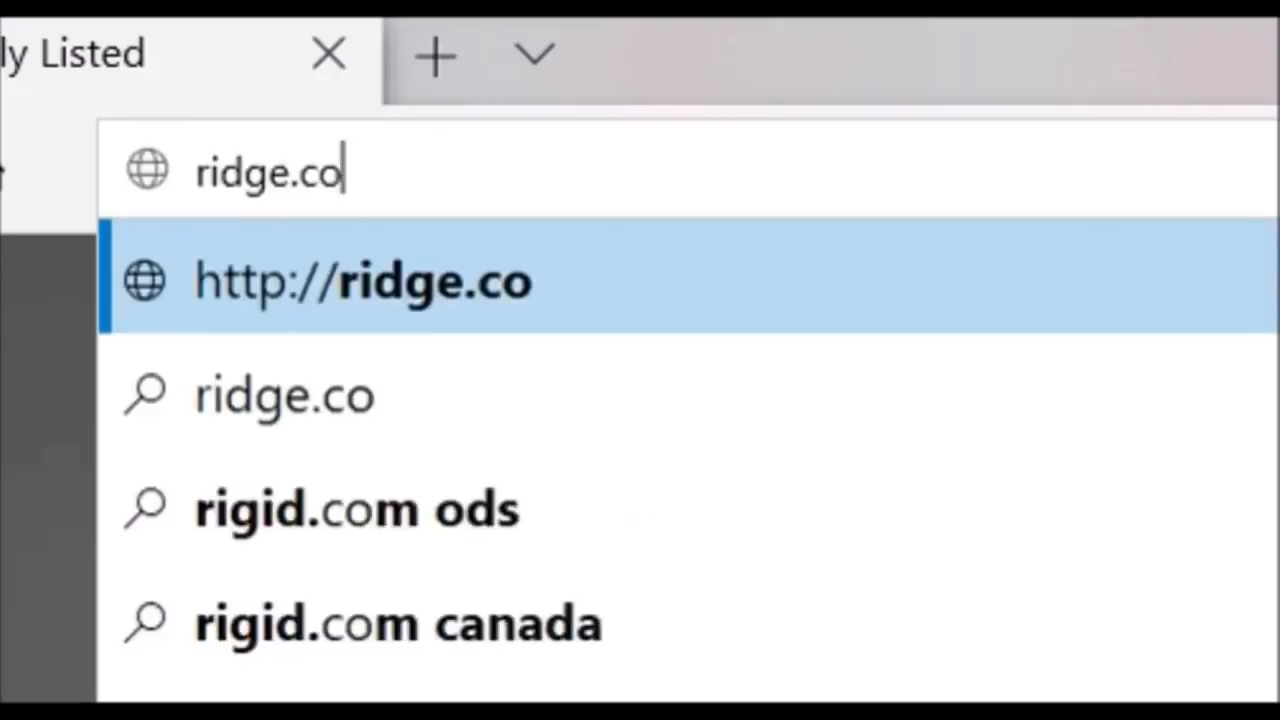 ly Listed
ridge.co
http://ridge.co
ridge.co
rigid.com ods
rigid.com canada